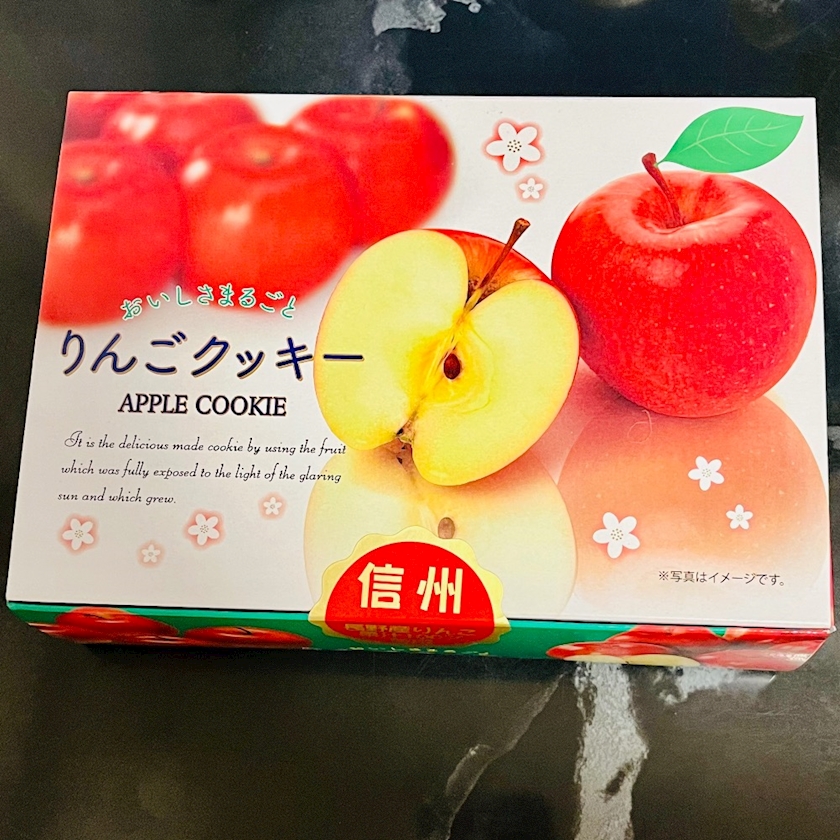 おいしさまるごと
りんごクッキー
APPLE COOKIE
It is the delicious made cookie by using the fruit
which was fully exposed to the light of the glaring
sun and which grew.
信州
※写真はイメージです。